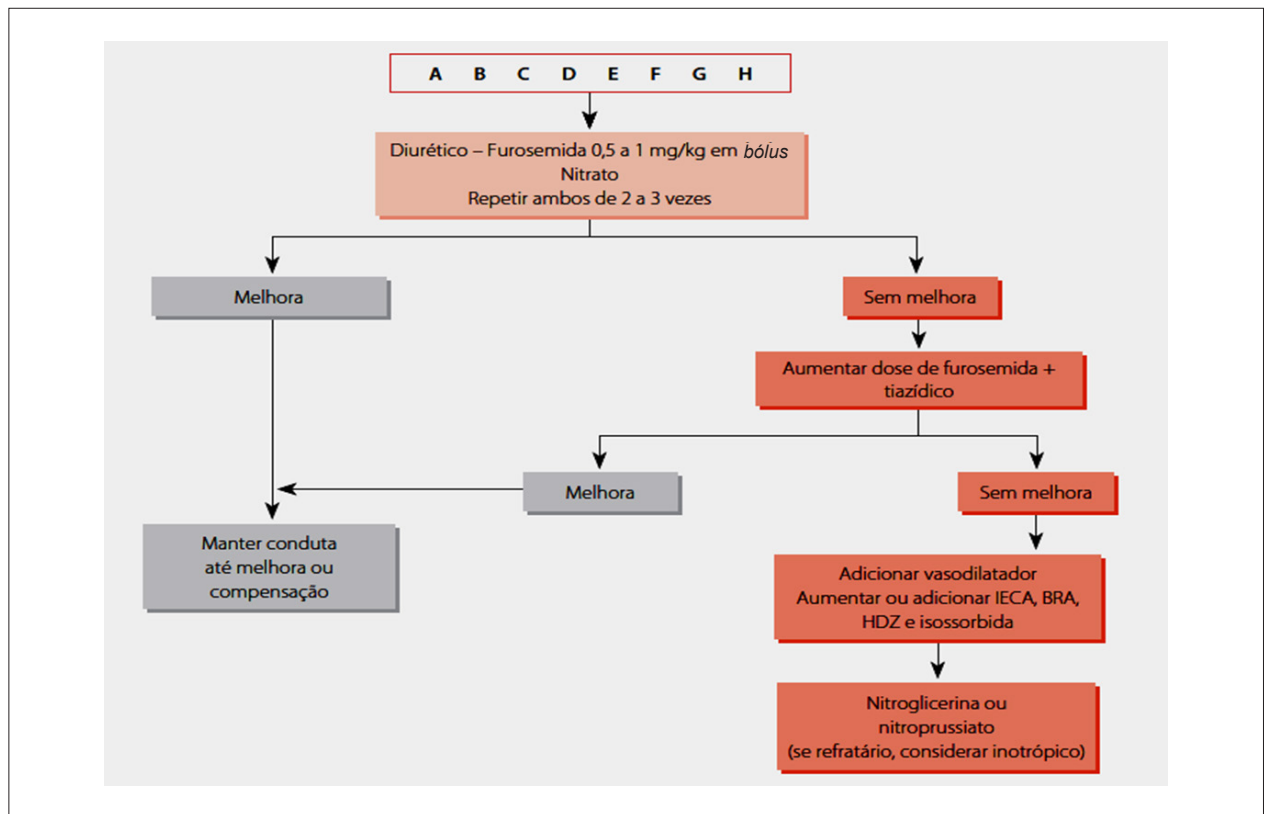 A B C D E F G H
Diurético – Furosemida 0,5 a 1 mg/kg em bólus
Nitrato
Repetir ambos de 2 a 3 vezes
Melhora
Sem melhora
Aumentar dose de furosemida +
tiazídico
Melhora
Sem melhora
Manter conduta
até melhora ou
compensação
Adicionar vasodilatador
Aumentar ou adicionar IECA, BRA,
HDZ e isossorbida
Nitroglicerina ou
nitroprussiato
(se refratário, considerar inotrópico)